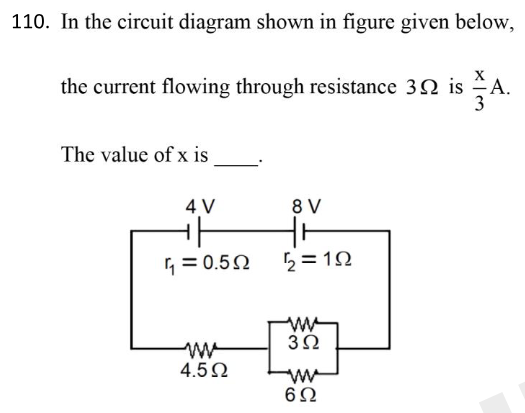 110. In the circuit diagram shown in figure given below,
the current flowing through resistance 3Ω is x/3 A.
The value of x is ____.
4 V 8 V
r₁ = 0.5Ω r₂ = 1Ω
3Ω
4.5Ω
6Ω